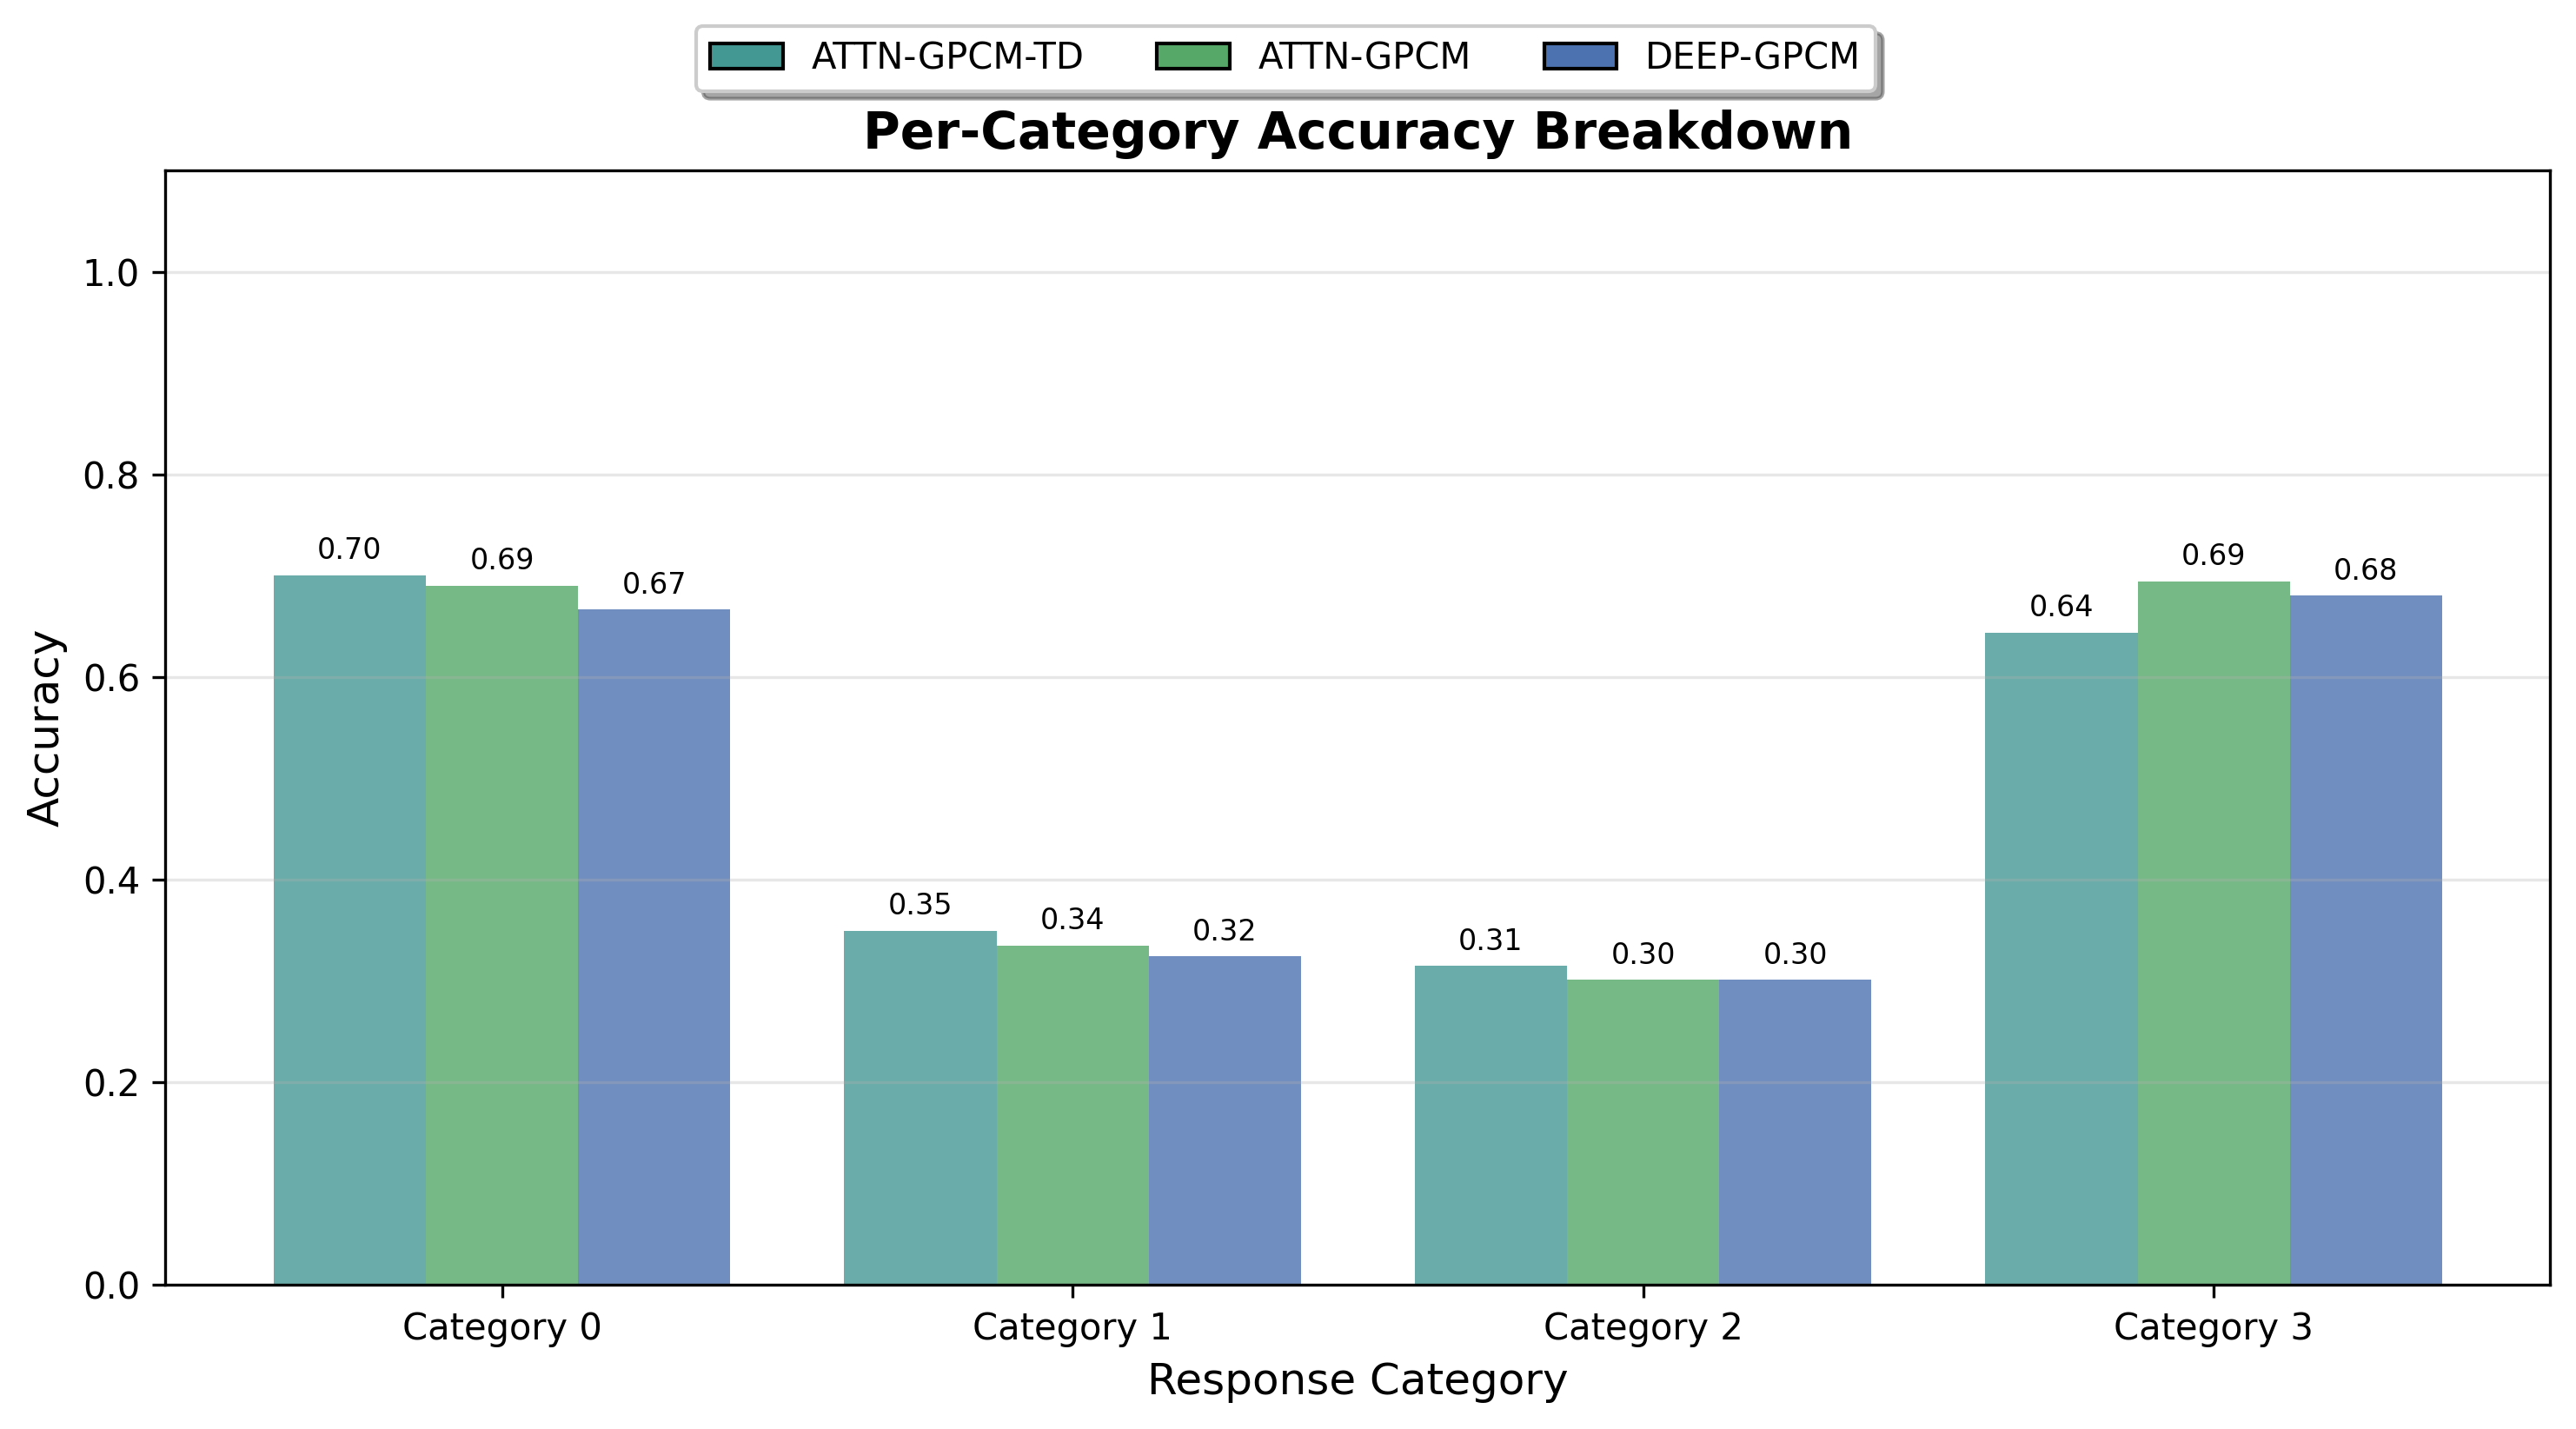 ATTN-GPCM-TD ATTN-GPCM DEEP-GPCM
Per-Category Accuracy Breakdown
Accuracy
1.0
0.8
0.6
0.4
0.2
0.0
0.70 0.69 0.67
0.35 0.34 0.32
0.31 0.30 0.30
0.64 0.69 0.68
Category 0 Category 1 Category 2 Category 3
Response Category